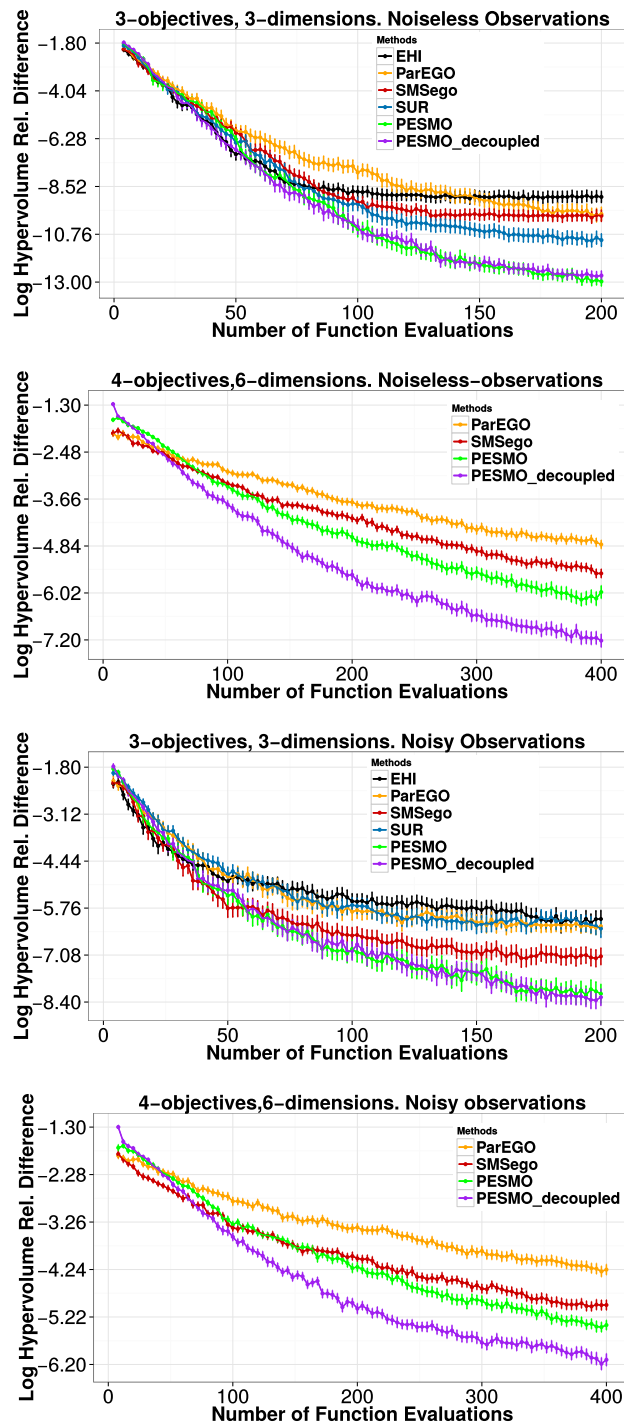 3-objectives, 3-dimensions. Noiseless Observations
Log Hypervolume Rel. Difference
-1.80
-4.04
-6.28
-8.52
-10.76
-13.00
Methods
EHI
ParEGO
SMSego
SUR
PESMO
PESMO_decoupled
0
50
100
150
200
Number of Function Evaluations
4-objectives,6-dimensions. Noiseless-observations
Log Hypervolume Rel. Difference
-1.30
-2.48
-3.66
-4.84
-6.02
-7.20
Methods
ParEGO
SMSego
PESMO
PESMO_decoupled
0
100
200
300
400
Number of Function Evaluations
3-objectives, 3-dimensions. Noisy Observations
Log Hypervolume Rel. Difference
-1.80
-3.12
-4.44
-5.76
-7.08
-8.40
Methods
EHI
ParEGO
SMSego
SUR
PESMO
PESMO_decoupled
0
50
100
150
200
Number of Function Evaluations
4-objectives,6-dimensions. Noisy observations
Log Hypervolume Rel. Difference
-1.30
-2.28
-3.26
-4.24
-5.22
-6.20
Methods
ParEGO
SMSego
PESMO
PESMO_decoupled
0
100
200
300
400
Number of Function Evaluations